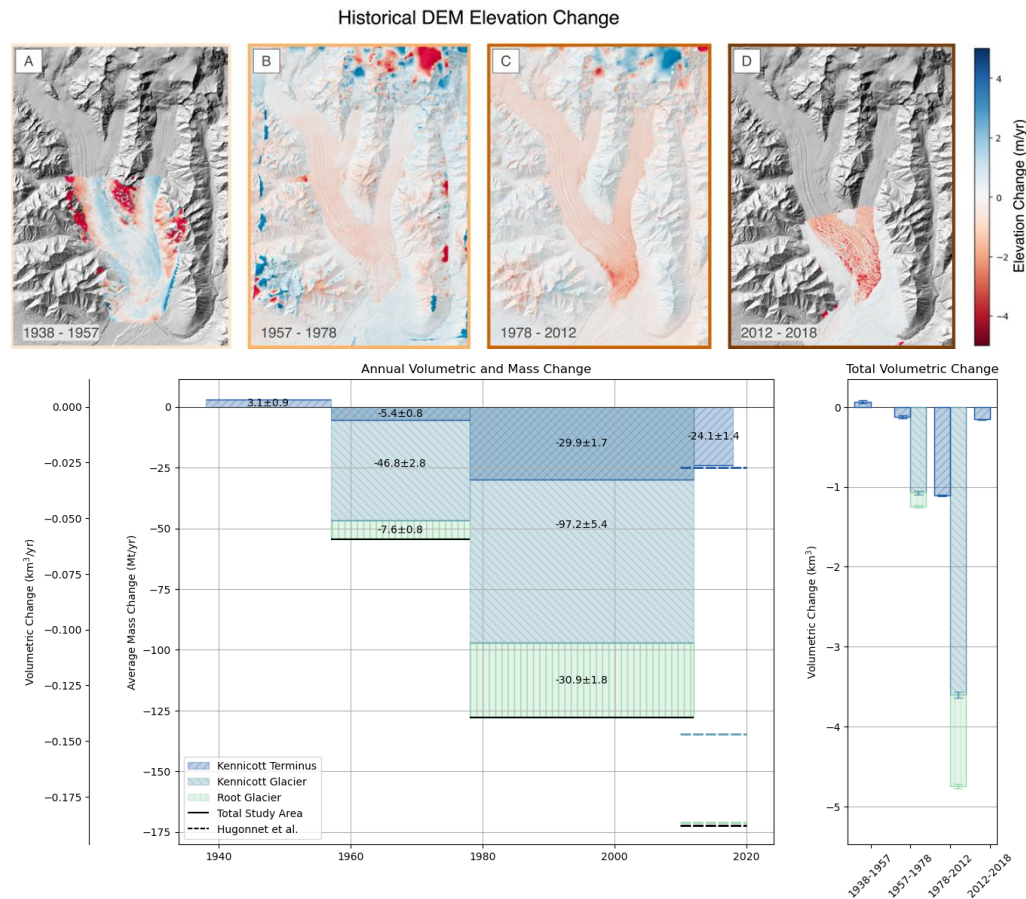 Historical DEM Elevation Change
A
B
C
D
1938 - 1957
1957 - 1978
1978 - 2012
2012 - 2018
4
2
0
−2
−4
Elevation Change (m/yr)
Annual Volumetric and Mass Change
0.000
−0.025
−0.050
−0.075
−0.100
−0.125
−0.150
−0.175
Volumetric Change (km³/yr)
0
−25
−50
−75
−100
−125
−150
−175
Average Mass Change (Mt/yr)
3.1±0.9
-5.4±0.8
-46.8±2.8
-7.6±0.8
-29.9±1.7
-97.2±5.4
-30.9±1.8
-24.1±1.4
Kennicott Terminus
Kennicott Glacier
Root Glacier
Total Study Area
Hugonnet et al.
1940
1960
1980
2000
2020
Total Volumetric Change
0
−1
−2
−3
−4
−5
Volumetric Change (km³)
1938-1957
1957-1978
1978-2012
2012-2018